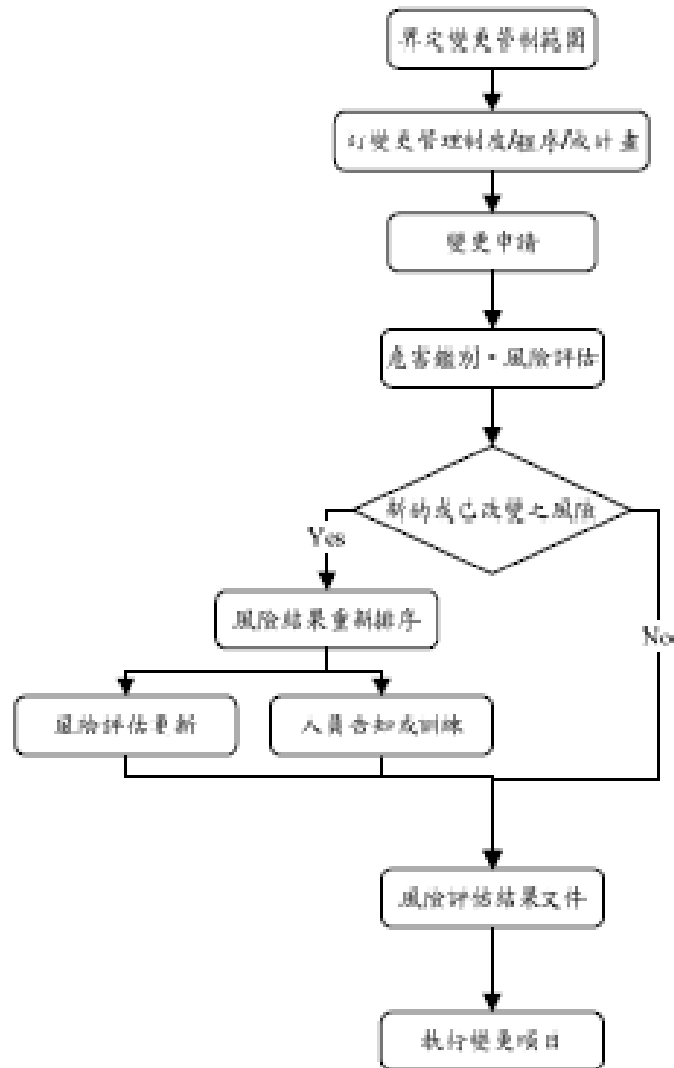 界定變更管制範圍
訂變更管理制度/程序/或計畫
變更申請
危害鑑別、風險評估
新的或已改變之風險
Yes
No
風險結果重新排序
風險評估更新
人員告知或訓練
風險評估結果文件
執行變更項目